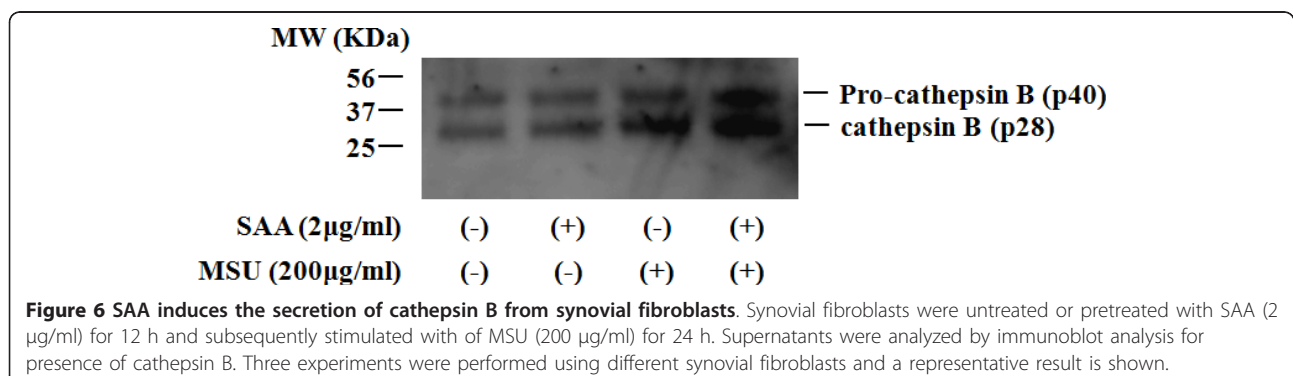 MW (KDa)
56
37
25
Pro-cathepsin B (p40)
cathepsin B (p28)
SAA (2µg/ml) (-) (+) (-) (+)
MSU (200µg/ml) (-) (-) (+) (+)
Figure 6 SAA induces the secretion of cathepsin B from synovial fibroblasts. Synovial fibroblasts were untreated or pretreated with SAA (2
µg/ml) for 12 h and subsequently stimulated with of MSU (200 µg/ml) for 24 h. Supernatants were analyzed by immunoblot analysis for
presence of cathepsin B. Three experiments were performed using different synovial fibroblasts and a representative result is shown.